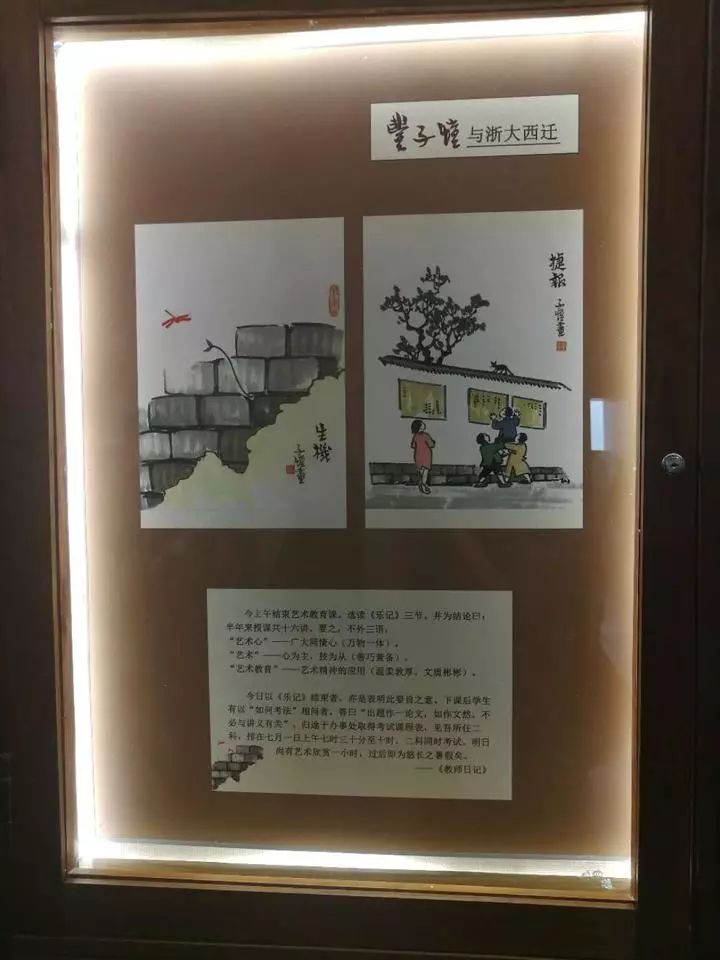 豐子愷与浙大西迁
捷报
子愷畫
生機
子愷畫
今上午结束艺术教育课，选读《乐记》三节，并为结论曰：
半年来授课共十六讲，要之，不外三语：
“艺术心”——广大同情心（万物一体）。
“艺术”——心为主，技为从（善巧兼备）。
“艺术教育”——艺术精神的应用（温柔敦厚，文质彬彬）。
今日以《乐记》结束者，亦是表明此要旨之意。下课后学生
有以“如何考法”相问者，答曰“出题作一论文，如作文然，不
必与讲义有关”。归途于办事处取得考试课程表，见吾所任二
科，排在七月一日上午七时三十分至十时，二科同时考试。明日
尚有艺术欣赏一小时，过后即为悠长之暑假矣。
——《教师日记》